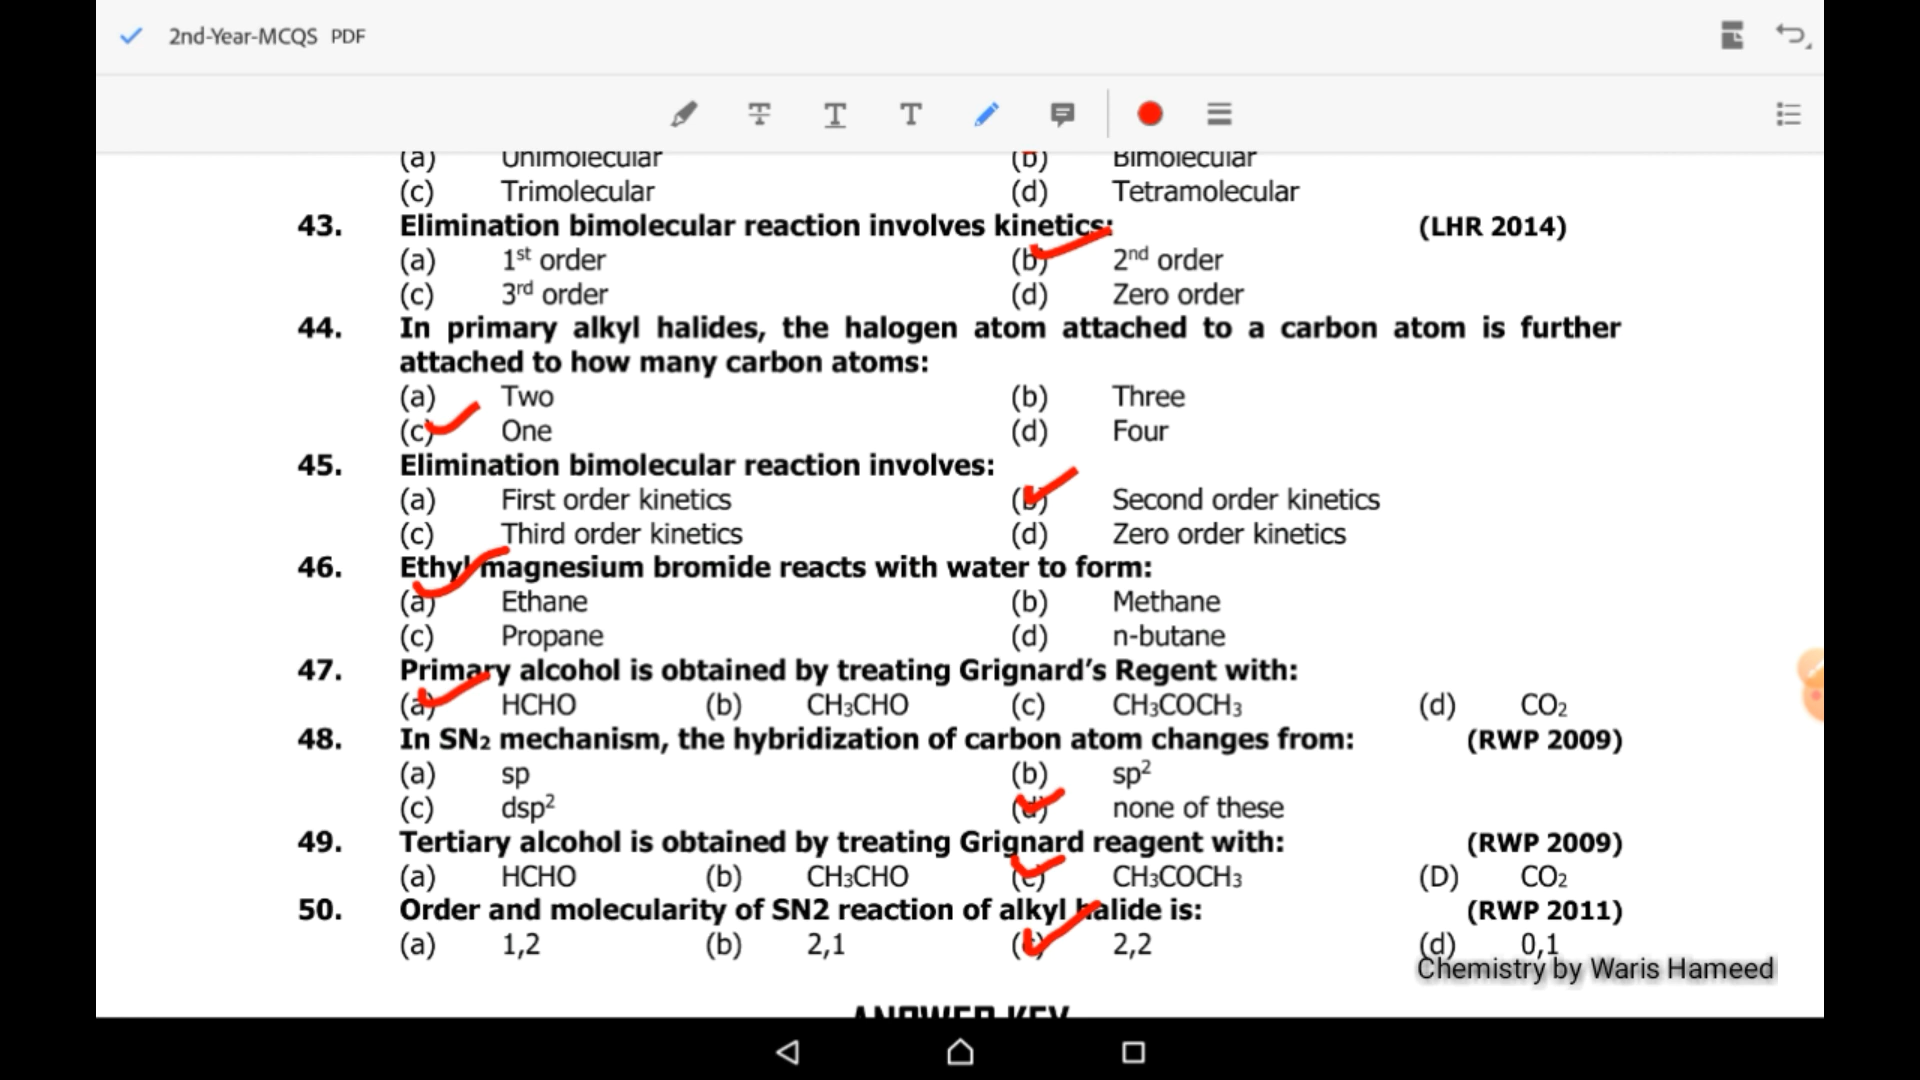 2nd-Year-MCQS PDF
(a) Unimolecular (b) Bimolecular
(c) Trimolecular (d) Tetramolecular
43. Elimination bimolecular reaction involves kinetics: (LHR 2014)
(a) 1st order (b) 2nd order
(c) 3rd order (d) Zero order
44. In primary alkyl halides, the halogen atom attached to a carbon atom is further
attached to how many carbon atoms:
(a) Two (b) Three
(c) One (d) Four
45. Elimination bimolecular reaction involves:
(a) First order kinetics (b) Second order kinetics
(c) Third order kinetics (d) Zero order kinetics
46. Ethyl magnesium bromide reacts with water to form:
(a) Ethane (b) Methane
(c) Propane (d) n-butane
47. Primary alcohol is obtained by treating Grignard’s Regent with:
(a) HCHO (b) CH₃CHO (c) CH₃COCH₃ (d) CO₂
48. In SN₂ mechanism, the hybridization of carbon atom changes from: (RWP 2009)
(a) sp (b) sp²
(c) dsp² (d) none of these
49. Tertiary alcohol is obtained by treating Grignard reagent with: (RWP 2009)
(a) HCHO (b) CH₃CHO (c) CH₃COCH₃ (D) CO₂
50. Order and molecularity of SN2 reaction of alkyl halide is: (RWP 2011)
(a) 1,2 (b) 2,1 (c) 2,2 (d) 0,1
Chemistry by Waris Hameed
ANSWER KEY